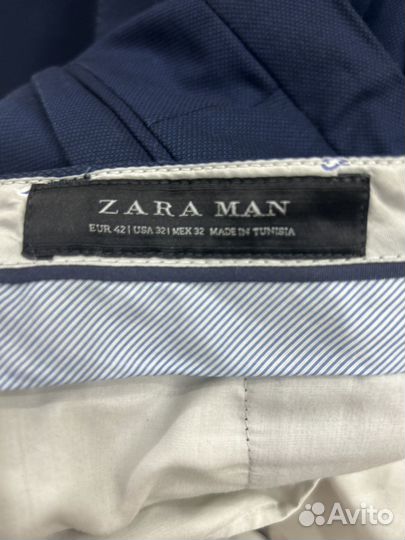 ZARA MAN
EUR 42 | USA 32 | MEX 32 MADE IN TUNISIA
Avito